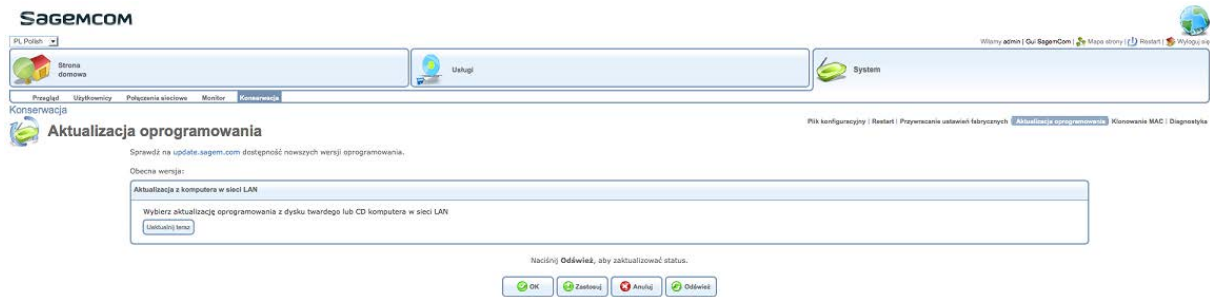 SAGEMCOM
PL Polish
Witamy admin | Gui SagemCom | Mapa strony | Restart | Wyloguj się
Strona domowa
Usługi
System
Przegląd Użytkownicy Połączenia sieciowe Monitor Konserwacja
Konserwacja
Plik konfiguracyjny | Restart | Przywracanie ustawień fabrycznych | Aktualizacja oprogramowania | Klonowanie MAC | Diagnostyka
Aktualizacja oprogramowania
Sprawdź na update.sagem.com dostępność nowszych wersji oprogramowania.
Obecna wersja:
Aktualizacja z komputera w sieci LAN
Wybierz aktualizację oprogramowania z dysku twardego lub CD komputera w sieci LAN
Uaktualnij teraz
Naciśnij Odśwież, aby zaktualizować status.
OK Zastosuj Anuluj Odśwież